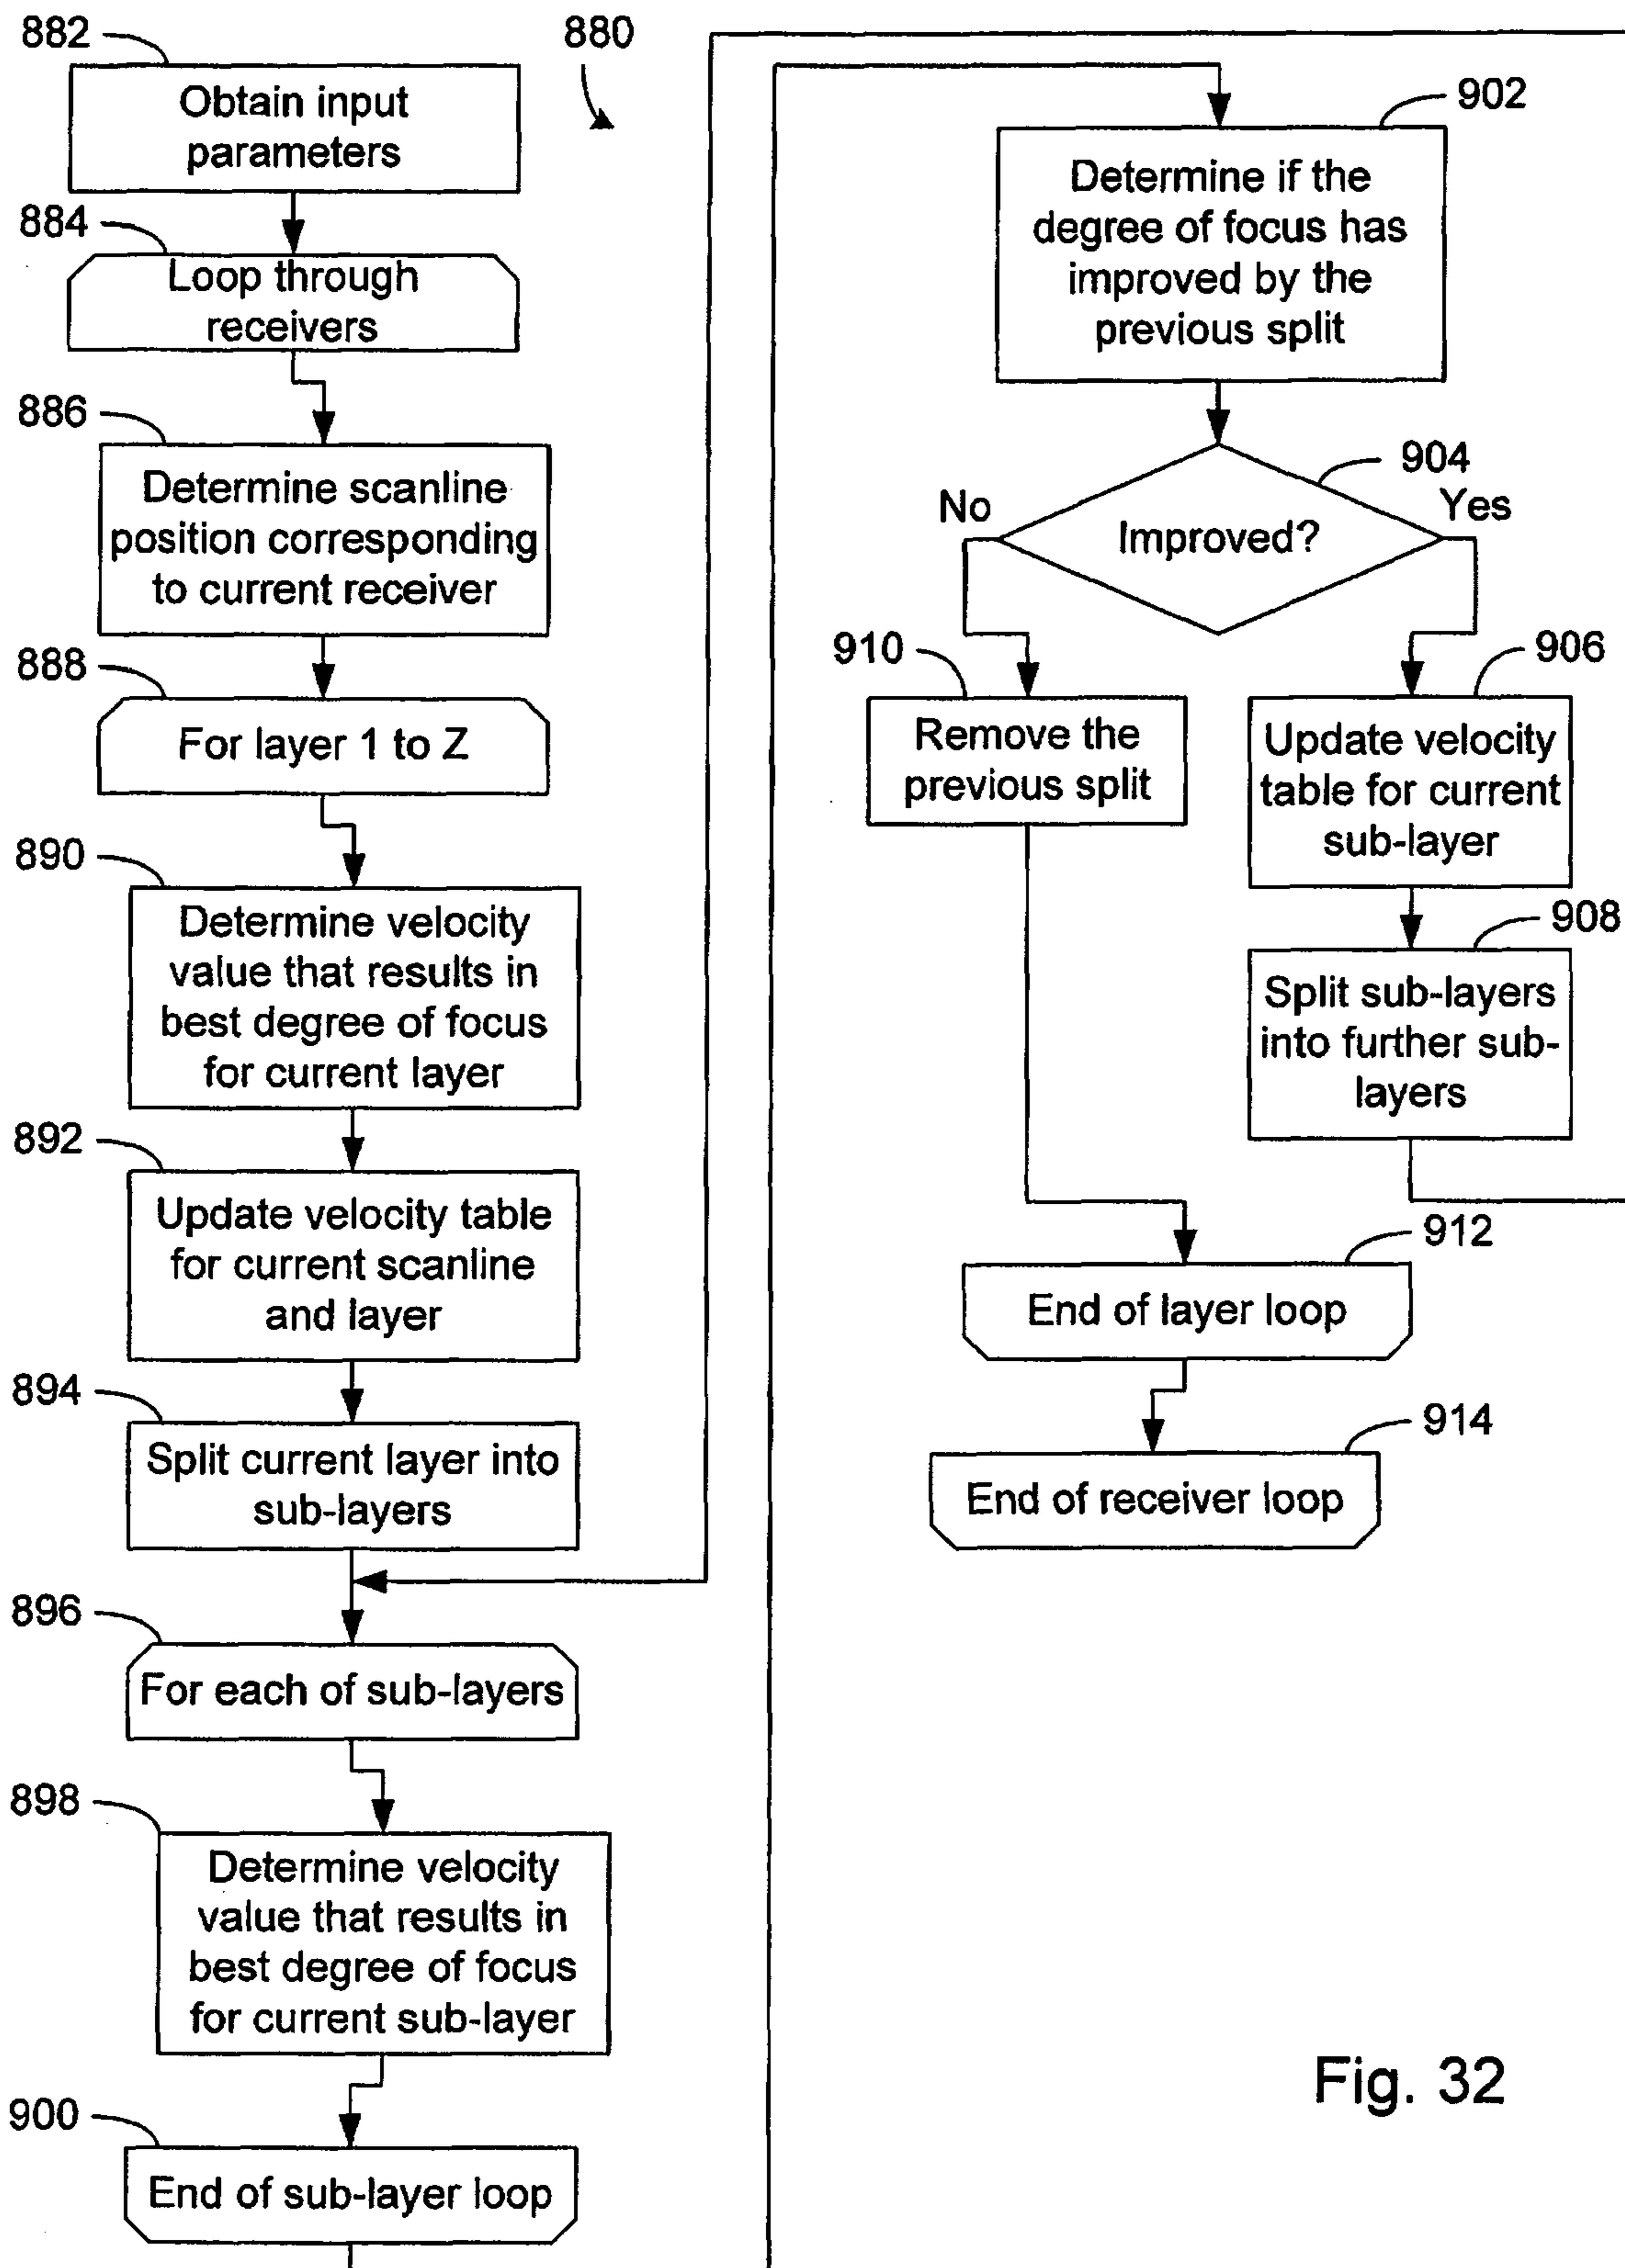 882
880
Obtain input
parameters
884
Loop through
receivers
886
Determine scanline
position corresponding
to current receiver
888
For layer 1 to Z
890
Determine velocity
value that results in
best degree of focus
for current layer
892
Update velocity table
for current scanline
and layer
894
Split current layer into
sub-layers
896
For each of sub-layers
898
Determine velocity
value that results in
best degree of focus
for current sub-layer
900
End of sub-layer loop
902
Determine if the
degree of focus has
improved by the
previous split
904
No
Yes
Improved?
910
Remove the
previous split
906
Update velocity
table for current
sub-layer
908
Split sub-layers
into further sub-
layers
912
End of layer loop
914
End of receiver loop
Fig. 32